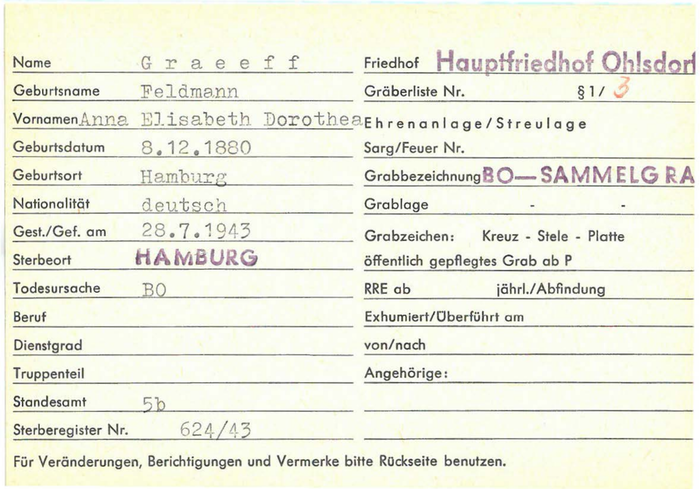 Name G r a e e f f
Geburtsname Feldmann
Vornamen Anna Elisabeth Dorothea
Geburtsdatum 8.12.1880
Geburtsort Hamburg
Nationalität deutsch
Gest./Gef. am 28.7.1943
Sterbeort HAMBURG
Todesursache BO
Beruf
Dienstgrad
Truppenteil
Standesamt 5b
Sterberegister Nr. 624/43
Friedhof Hauptfriedhof Ohlsdorf
Gräberliste Nr. § 1/ 3
Ehrenanlage/Streulage
Sarg/Feuer Nr.
Grabbezeichnung BO—SAMMELGRA
Grablage - -
Grabzeichen: Kreuz - Stele - Platte
öffentlich gepflegtes Grab ab P
RRE ab jährl./Abfindung
Exhumiert/Überführt am
von/nach
Angehörige:
Für Veränderungen, Berichtigungen und Vermerke bitte Rückseite benutzen.